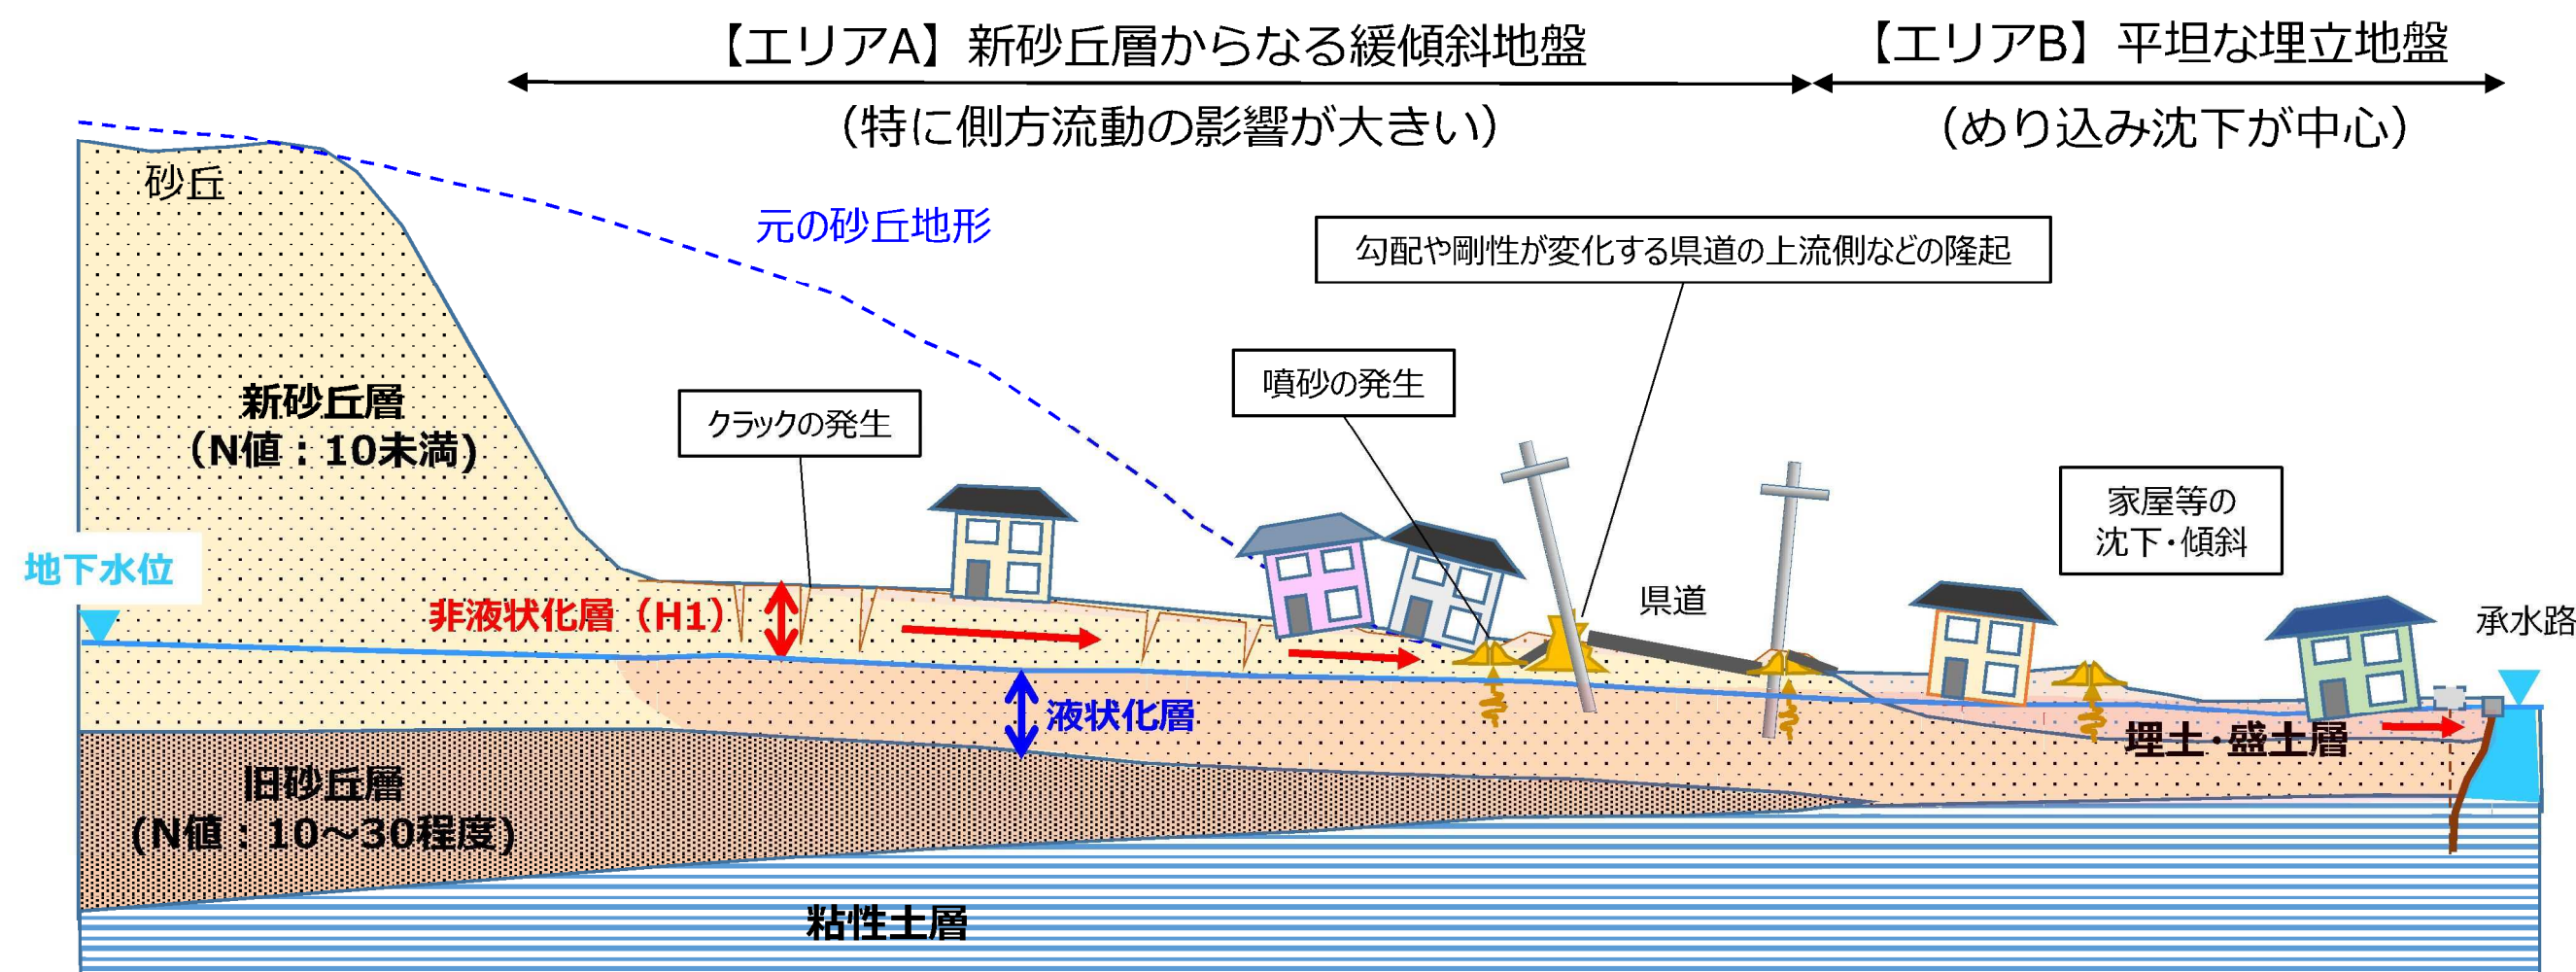 【エリアA】新砂丘層からなる緩傾斜地盤
(特に側方流動の影響が大きい)
【エリアB】平坦な埋立地盤
(めり込み沈下が中心)
砂丘
元の砂丘地形
勾配や剛性が変化する県道の上流側などの隆起
噴砂の発生
クラックの発生
新砂丘層
(N値：10未満)
家屋等の
沈下・傾斜
地下水位
非液状化層（H1）
県道
承水路
液状化層
埋土・盛土層
旧砂丘層
(N値：10～30程度)
粘性土層